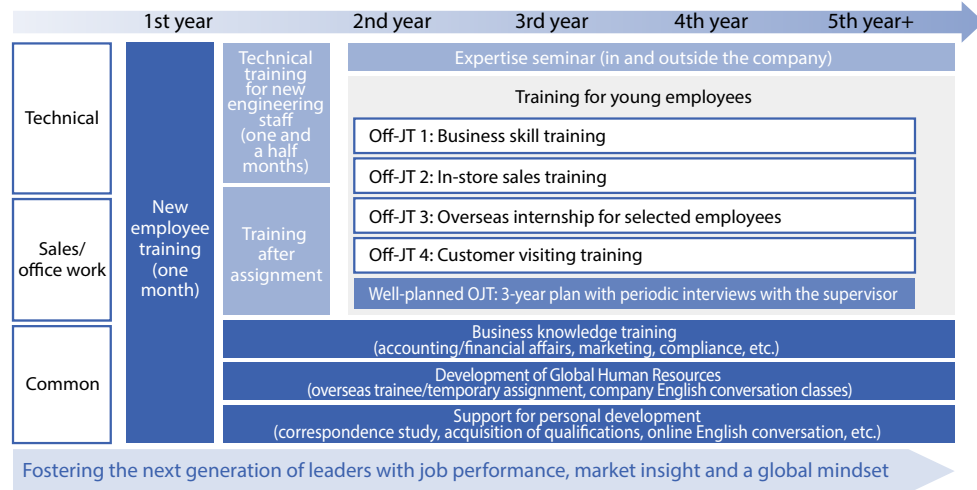 1st year 2nd year 3rd year 4th year 5th year+
Technical
Sales/
office work
Common
New
employee
training
(one
month)
Technical
training
for new
engineering
staff
(one and
a half
months)
Training
after
assignment
Expertise seminar (in and outside the company)
Training for young employees
Off-JT 1: Business skill training
Off-JT 2: In-store sales training
Off-JT 3: Overseas internship for selected employees
Off-JT 4: Customer visiting training
Well-planned OJT: 3-year plan with periodic interviews with the supervisor
Business knowledge training
(accounting/financial affairs, marketing, compliance, etc.)
Development of Global Human Resources
(overseas trainee/temporary assignment, company English conversation classes)
Support for personal development
(correspondence study, acquisition of qualifications, online English conversation, etc.)
Fostering the next generation of leaders with job performance, market insight and a global mindset